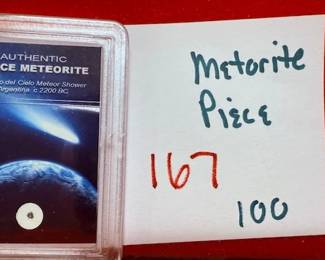 AUTHENTIC
CE METEORITE
o del Cielo Meteor Shower
Argentina c 2200 BC
Metorite
Piece
167
100